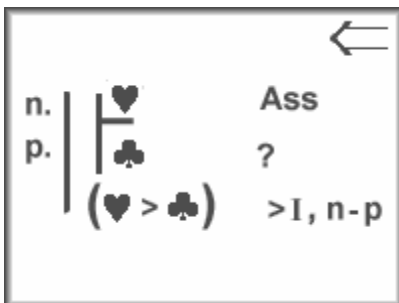 ⇐
n. ♥ Ass
p. ♣ ?
(♥ > ♣) >I, n-p